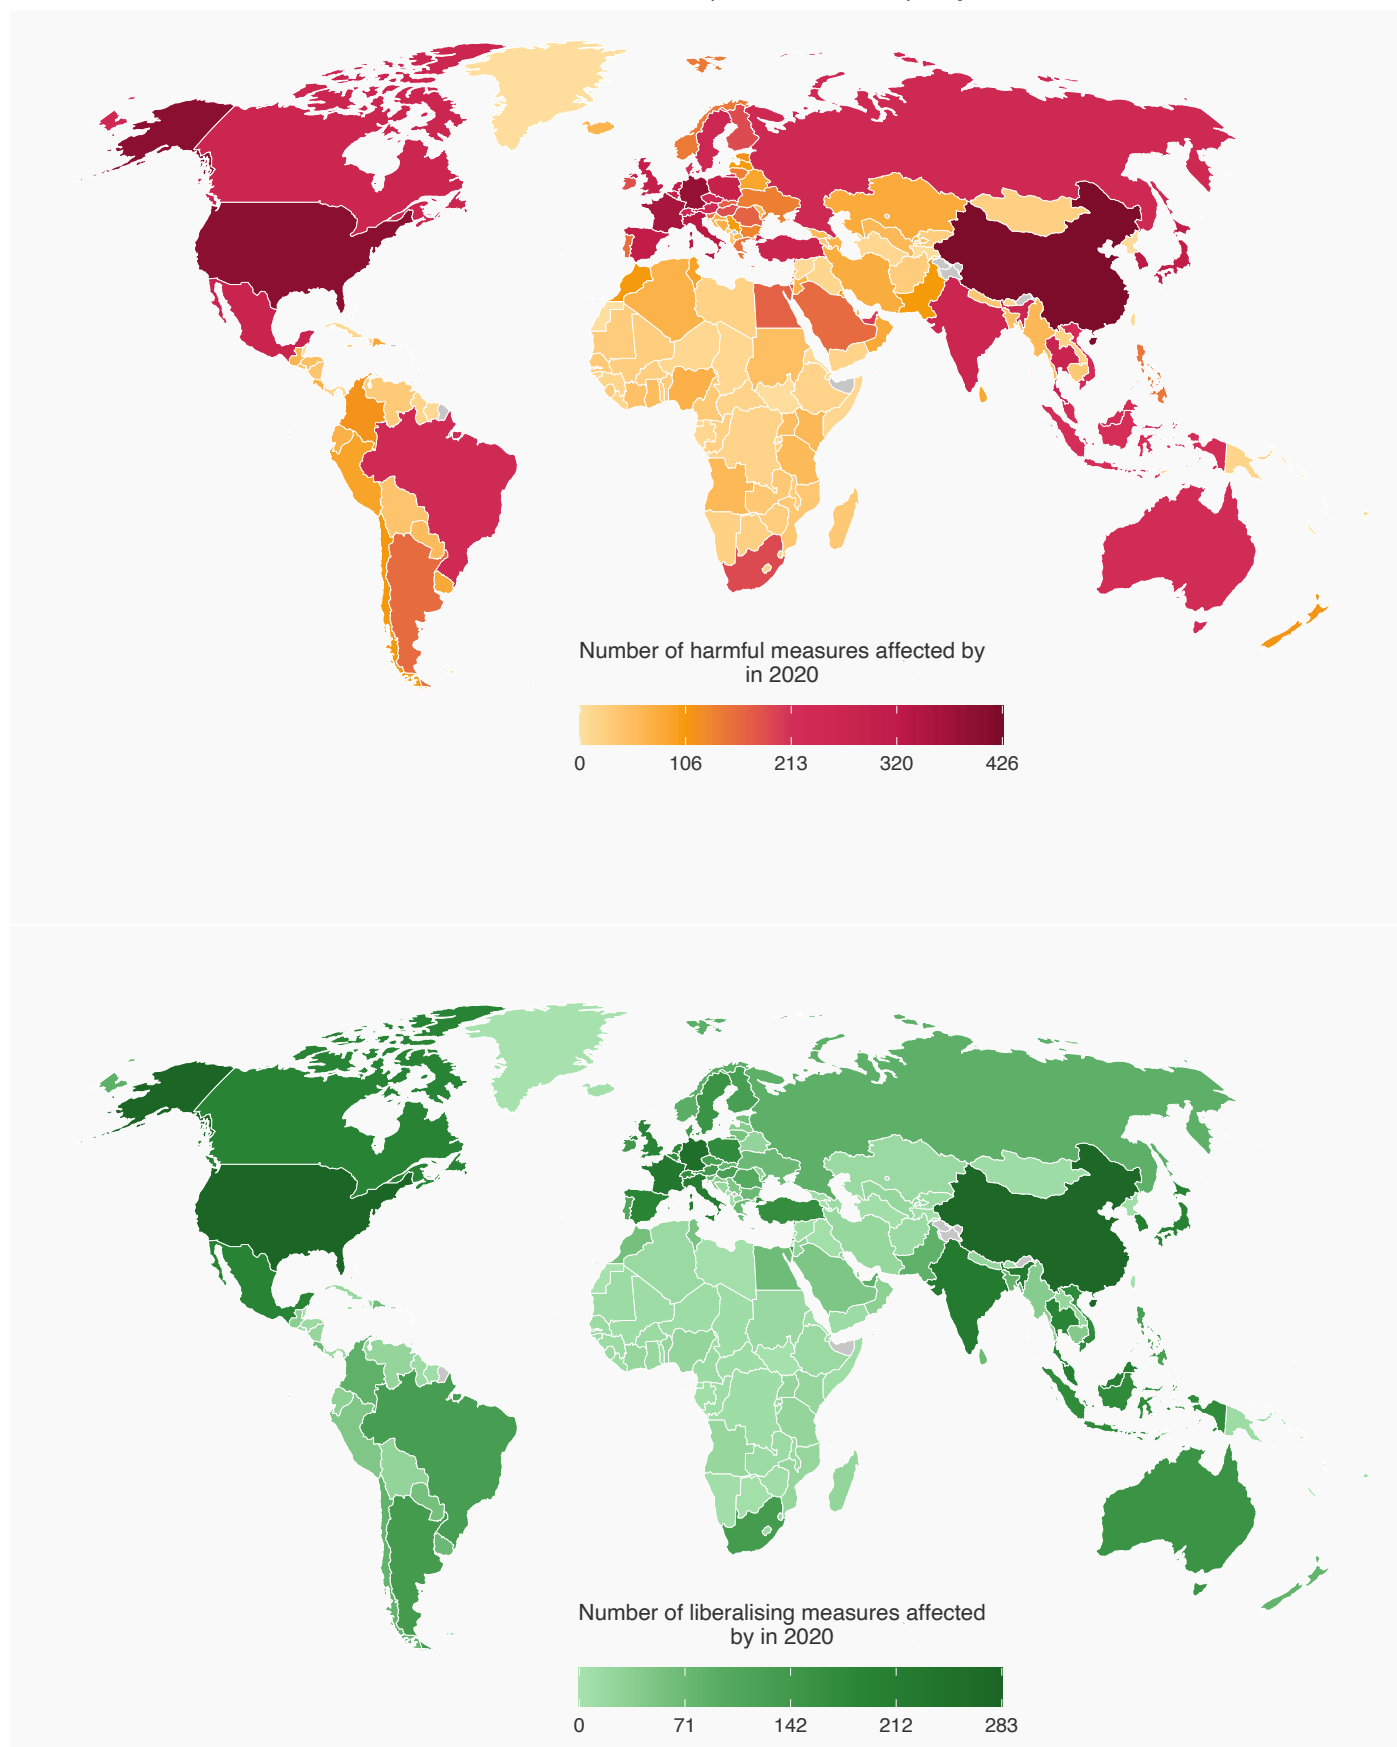 Number of harmful measures affected by
in 2020
0 106 213 320 426
Number of liberalising measures affected
by in 2020
0 71 142 212 283